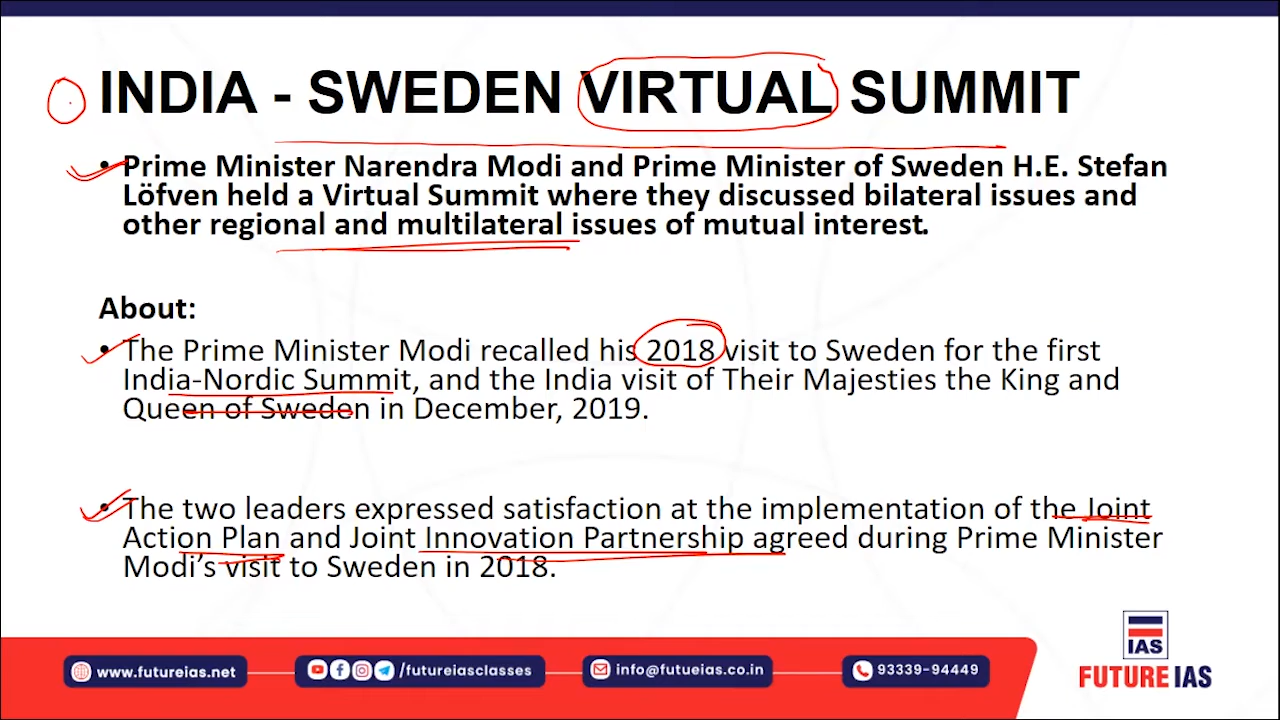 INDIA - SWEDEN VIRTUAL SUMMIT
• Prime Minister Narendra Modi and Prime Minister of Sweden H.E. Stefan
Löfven held a Virtual Summit where they discussed bilateral issues and
other regional and multilateral issues of mutual interest.
About:
• The Prime Minister Modi recalled his 2018 visit to Sweden for the first
India-Nordic Summit, and the India visit of Their Majesties the King and
Queen of Sweden in December, 2019.
• The two leaders expressed satisfaction at the implementation of the Joint
Action Plan and Joint Innovation Partnership agreed during Prime Minister
Modi’s visit to Sweden in 2018.
IAS
FUTURE IAS
www.futureias.net
/futureiasclasses
info@futueias.co.in
93339-94449